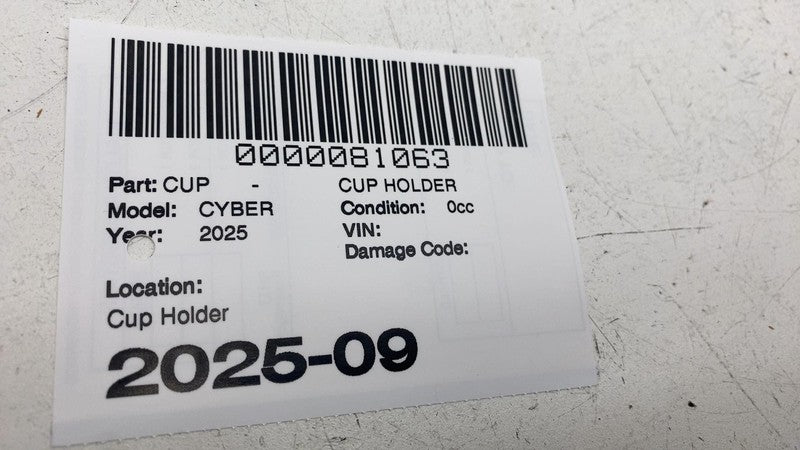 0000081063
Part: CUP - CUP HOLDER
Model: CYBER Condition: 0cc
Year: 2025 VIN:
Damage Code:
Location:
Cup Holder
2025-09